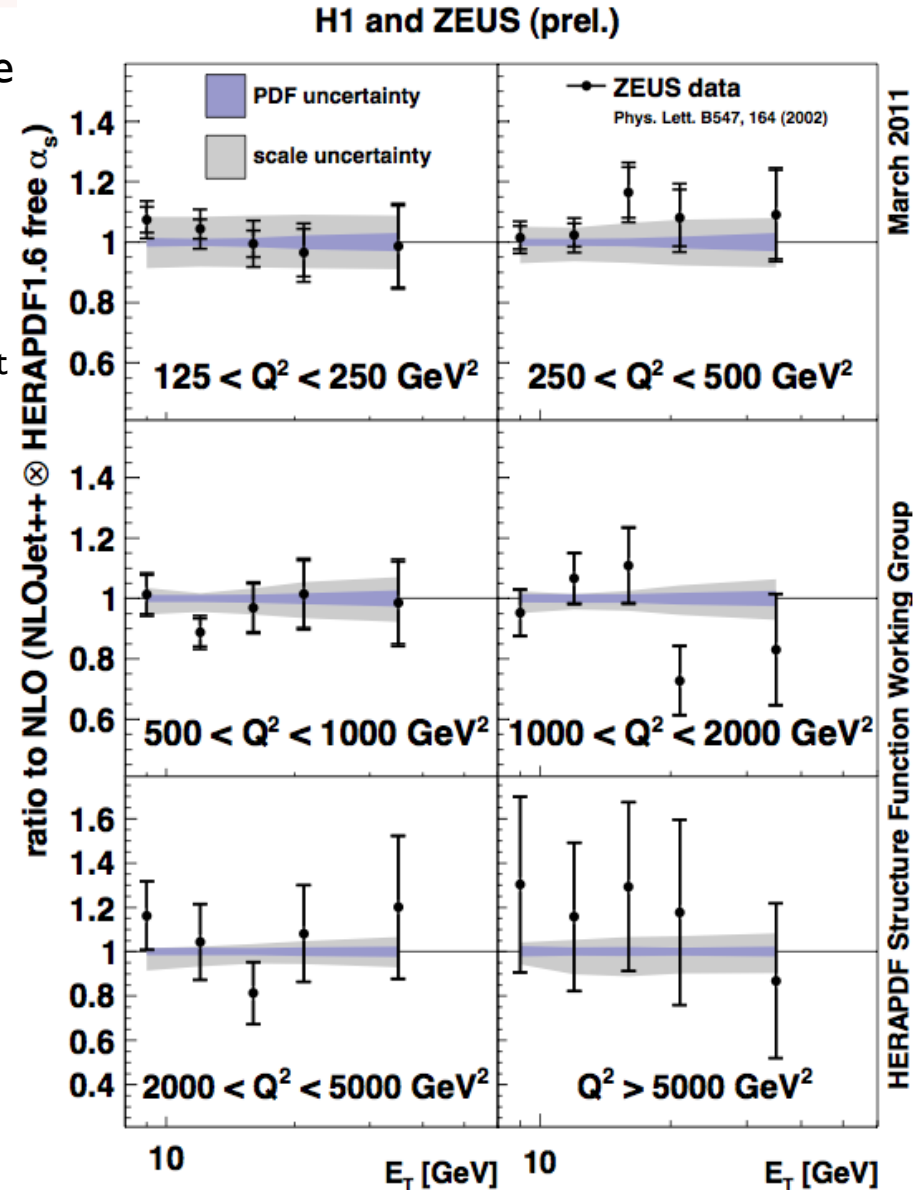 H1 and ZEUS (prel.)
e
t
ratio to NLO (NLOJet++ ⊗ HERAPDF1.6 free αs)
PDF uncertainty
scale uncertainty
ZEUS data
Phys. Lett. B547, 164 (2002)
March 2011
HERAPDF Structure Function Working Group
1.4
1.2
1
0.8
0.6
125 < Q² < 250 GeV²
250 < Q² < 500 GeV²
1.4
1.2
1
0.8
0.6
500 < Q² < 1000 GeV²
1000 < Q² < 2000 GeV²
1.6
1.4
1.2
1
0.8
0.6
0.4
2000 < Q² < 5000 GeV²
Q² > 5000 GeV²
10
E_T [GeV]
10
E_T [GeV]